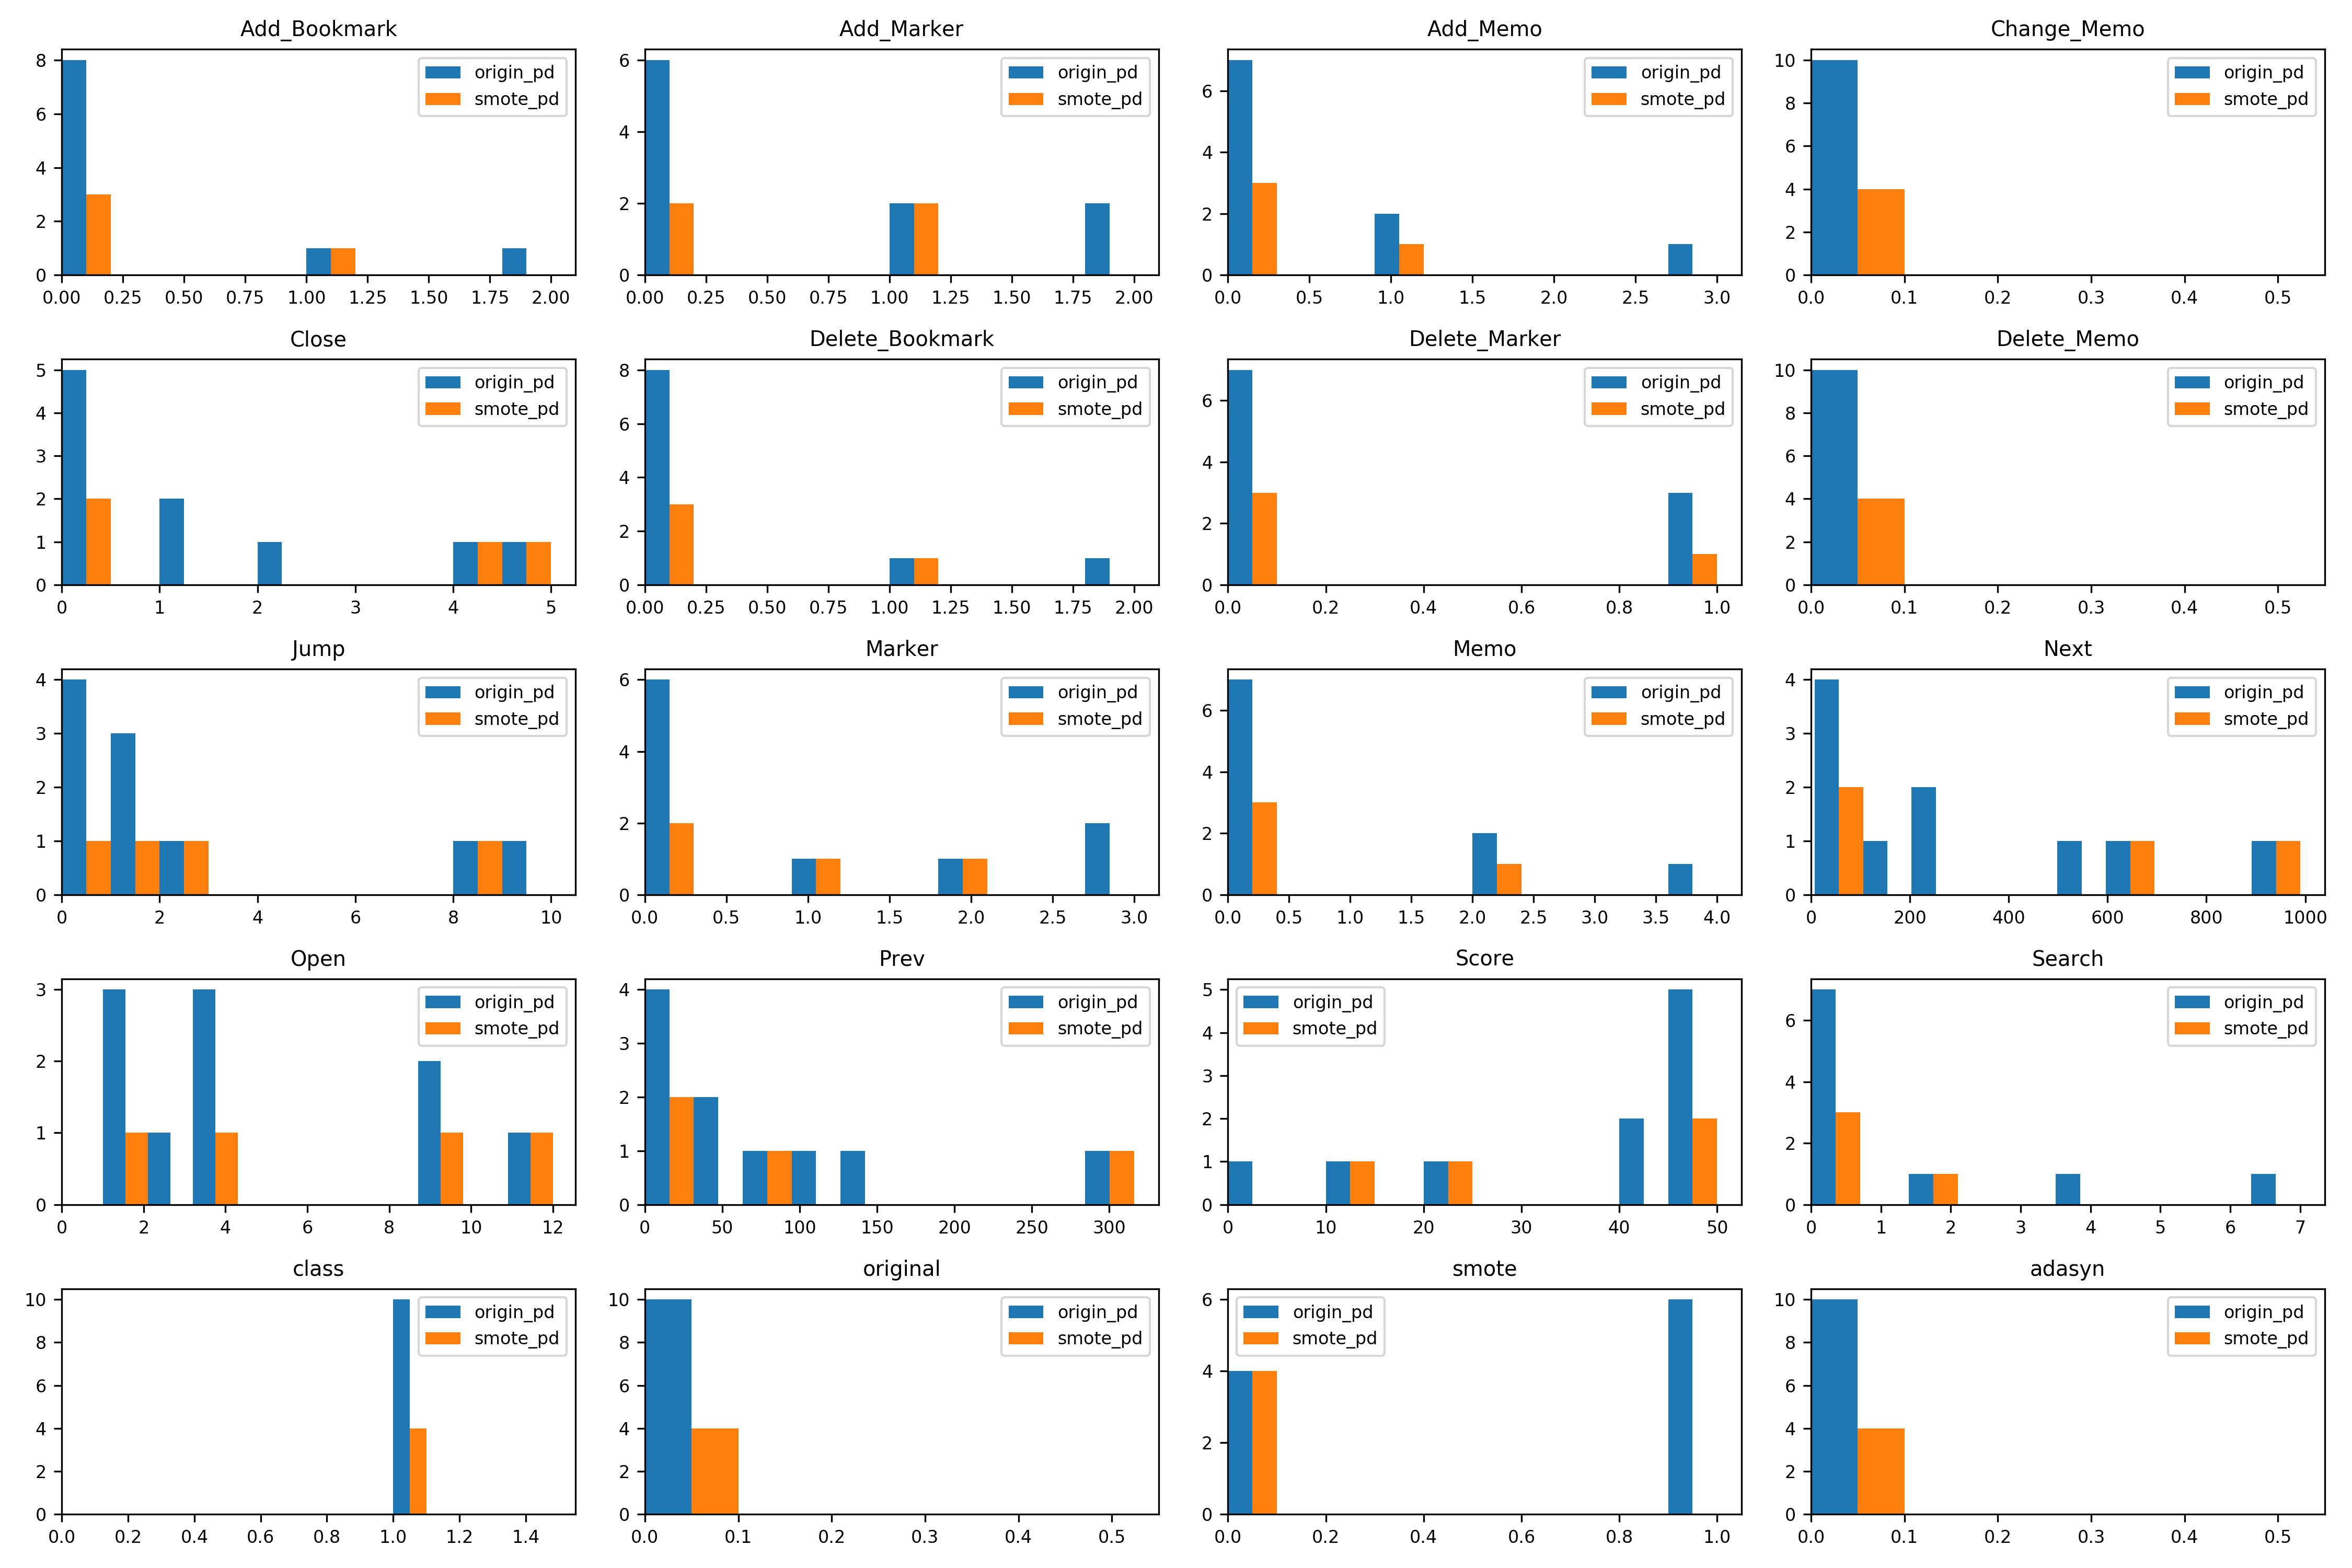 Add_Bookmark
8
6
4
2
0
0.00 0.25 0.50 0.75 1.00 1.25 1.50 1.75 2.00
origin_pd
smote_pd
Add_Marker
6
4
2
0
0.00 0.25 0.50 0.75 1.00 1.25 1.50 1.75 2.00
origin_pd
smote_pd
Add_Memo
6
4
2
0
0.0 0.5 1.0 1.5 2.0 2.5 3.0
origin_pd
smote_pd
Change_Memo
10
8
6
4
2
0
0.0 0.1 0.2 0.3 0.4 0.5
origin_pd
smote_pd
Close
5
4
3
2
1
0
0 1 2 3 4 5
origin_pd
smote_pd
Delete_Bookmark
8
6
4
2
0
0.00 0.25 0.50 0.75 1.00 1.25 1.50 1.75 2.00
origin_pd
smote_pd
Delete_Marker
6
4
2
0
0.0 0.2 0.4 0.6 0.8 1.0
origin_pd
smote_pd
Delete_Memo
10
8
6
4
2
0
0.0 0.1 0.2 0.3 0.4 0.5
origin_pd
smote_pd
Jump
4
3
2
1
0
0 2 4 6 8 10
origin_pd
smote_pd
Marker
6
4
2
0
0.0 0.5 1.0 1.5 2.0 2.5 3.0
origin_pd
smote_pd
Memo
6
4
2
0
0.0 0.5 1.0 1.5 2.0 2.5 3.0 3.5 4.0
origin_pd
smote_pd
Next
4
3
2
1
0
0 200 400 600 800 1000
origin_pd
smote_pd
Open
3
2
1
0
0 2 4 6 8 10 12
origin_pd
smote_pd
Prev
4
3
2
1
0
0 50 100 150 200 250 300
origin_pd
smote_pd
Score
5
4
3
2
1
0
0 10 20 30 40 50
origin_pd
smote_pd
Search
6
4
2
0
0 1 2 3 4 5 6 7
origin_pd
smote_pd
class
10
8
6
4
2
0
0.0 0.2 0.4 0.6 0.8 1.0 1.2 1.4
origin_pd
smote_pd
original
10
8
6
4
2
0
0.0 0.1 0.2 0.3 0.4 0.5
origin_pd
smote_pd
smote
6
4
2
0
0.0 0.2 0.4 0.6 0.8 1.0
origin_pd
smote_pd
adasyn
10
8
6
4
2
0
0.0 0.1 0.2 0.3 0.4 0.5
origin_pd
smote_pd